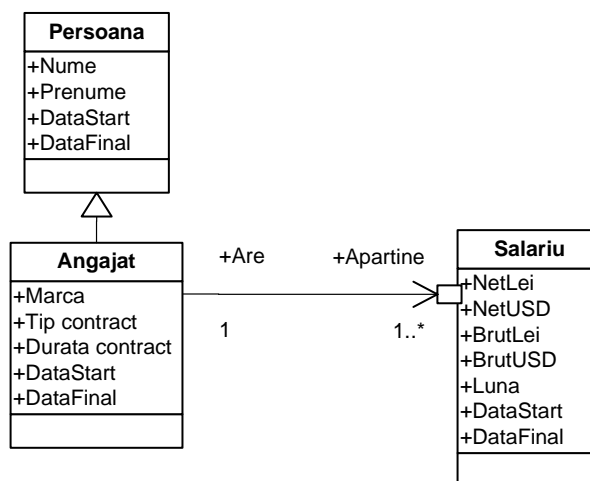 Persoana
+Nume
+Prenume
+DataStart
+DataFinal
Angajat
+Marca
+Tip contract
+Durata contract
+DataStart
+DataFinal
+Are
+Apartine
1
1..*
Salariu
+NetLei
+NetUSD
+BrutLei
+BrutUSD
+Luna
+DataStart
+DataFinal